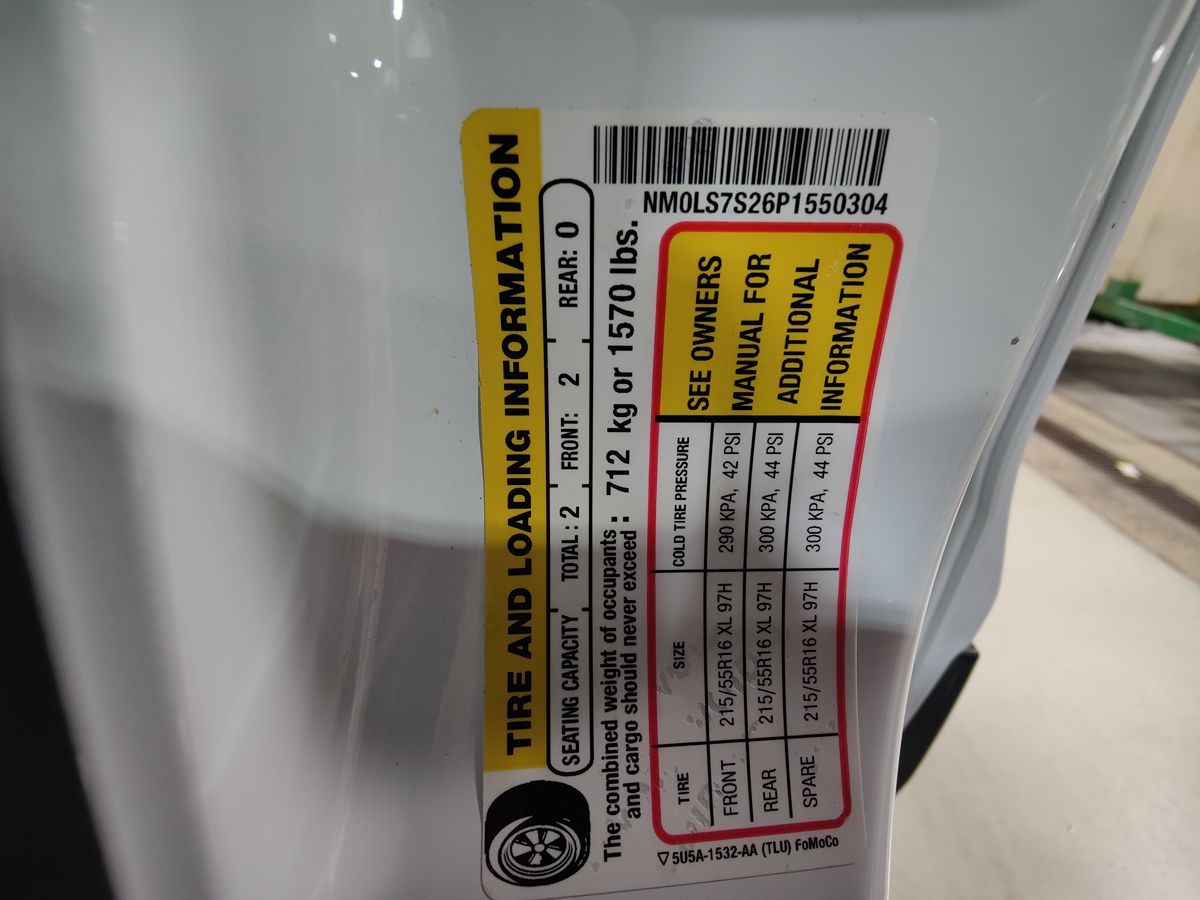 TIRE AND LOADING INFORMATION
SEATING CAPACITY TOTAL : 2 FRONT: 2 REAR: 0
The combined weight of occupants
and cargo should never exceed : 712 kg or 1570 lbs.
NM0LS7S26P1550304
TIRE SIZE COLD TIRE PRESSURE
FRONT 215/55R16 XL 97H 290 KPA, 42 PSI
REAR 215/55R16 XL 97H 300 KPA, 44 PSI
SPARE 215/55R16 XL 97H 300 KPA, 44 PSI
SEE OWNERS
MANUAL FOR
ADDITIONAL
INFORMATION
5U5A-1532-AA (TLU) FoMoCo